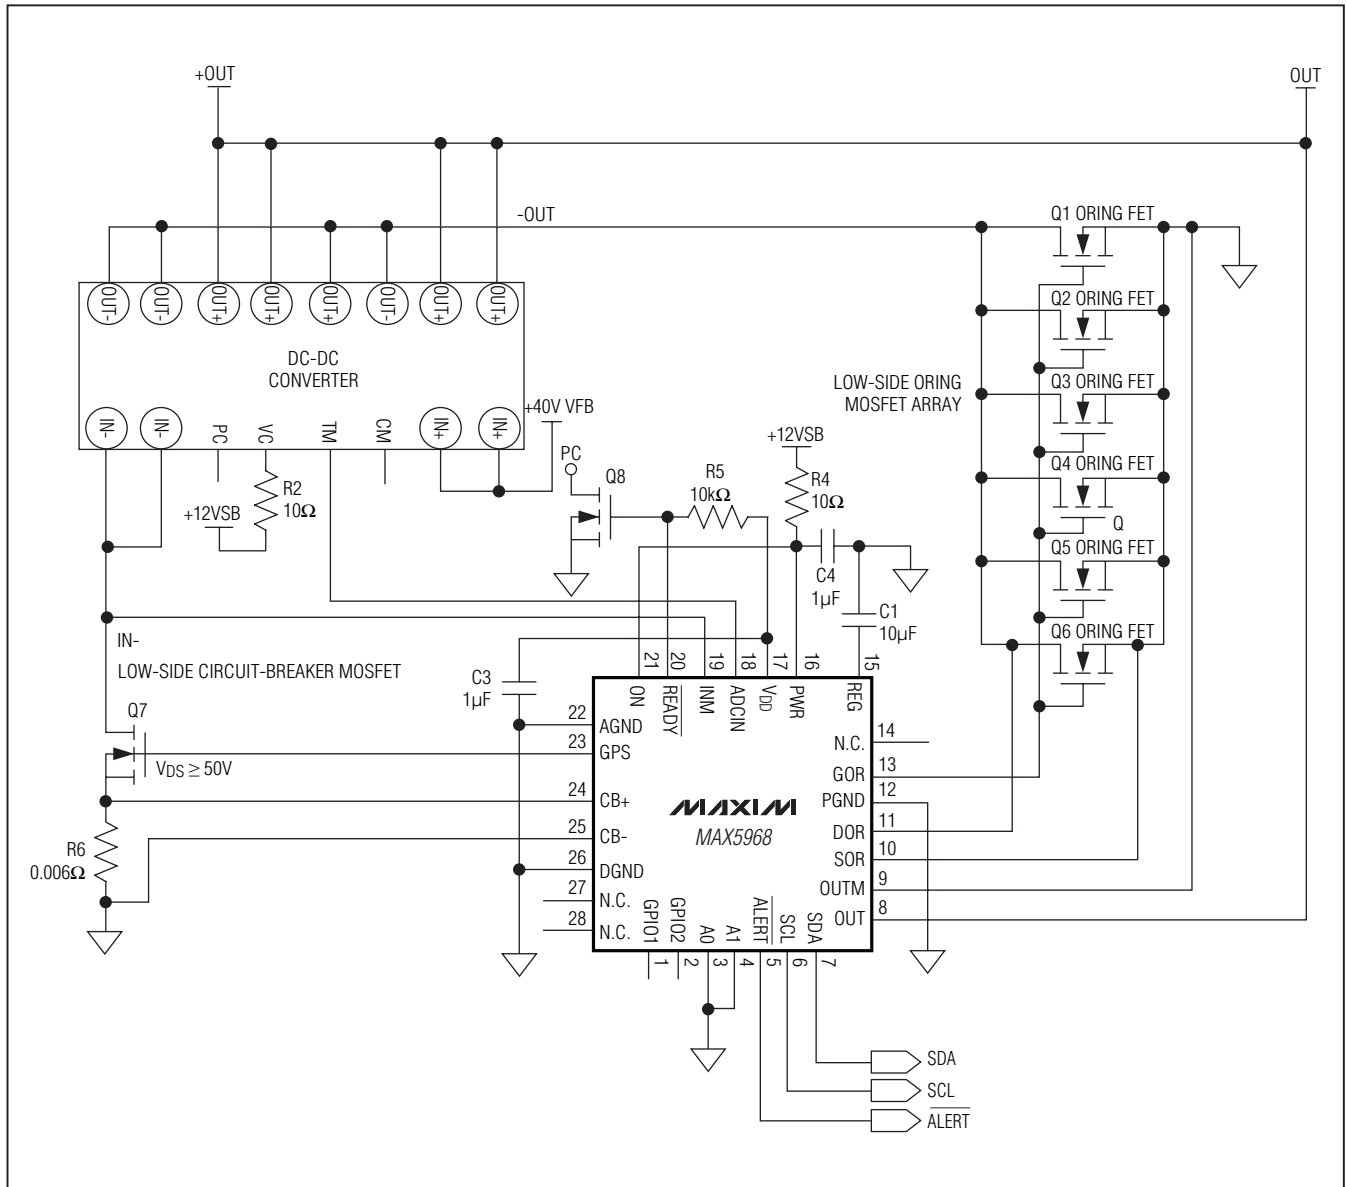 +OUT
OUT
-OUT
Q1 ORING FET
OUT-
OUT-
OUT+
OUT+
OUT+
OUT-
OUT+
OUT+
Q2 ORING FET
DC-DC
CONVERTER
LOW-SIDE ORING
MOSFET ARRAY
Q3 ORING FET
IN-
IN-
PC
VC
TM
CM
IN+
IN+
+40V VFB
+12VSB
PC
Q8
R5
10kΩ
R4
10Ω
Q4 ORING FET
Q
R2
10Ω
+12VSB
Q5 ORING FET
C4
1µF
C1
10µF
Q6 ORING FET
IN-
LOW-SIDE CIRCUIT-BREAKER MOSFET
C3
1µF
21
20
19
18
17
16
15
ON
READY
INM
ADCIN
VDD
PWR
REG
Q7
VDS ≥ 50V
22
AGND
23
GPS
24
CB+
25
CB-
26
DGND
27
N.C.
28
N.C.
R6
0.006Ω
MAXIM
MAX5968
14
N.C.
13
GOR
12
PGND
11
DOR
10
SOR
9
OUTM
8
OUT
GPIO1
GPIO2
A0
A1
ALERT
SCL
SDA
1
2
3
4
5
6
7
SDA
SCL
ALERT